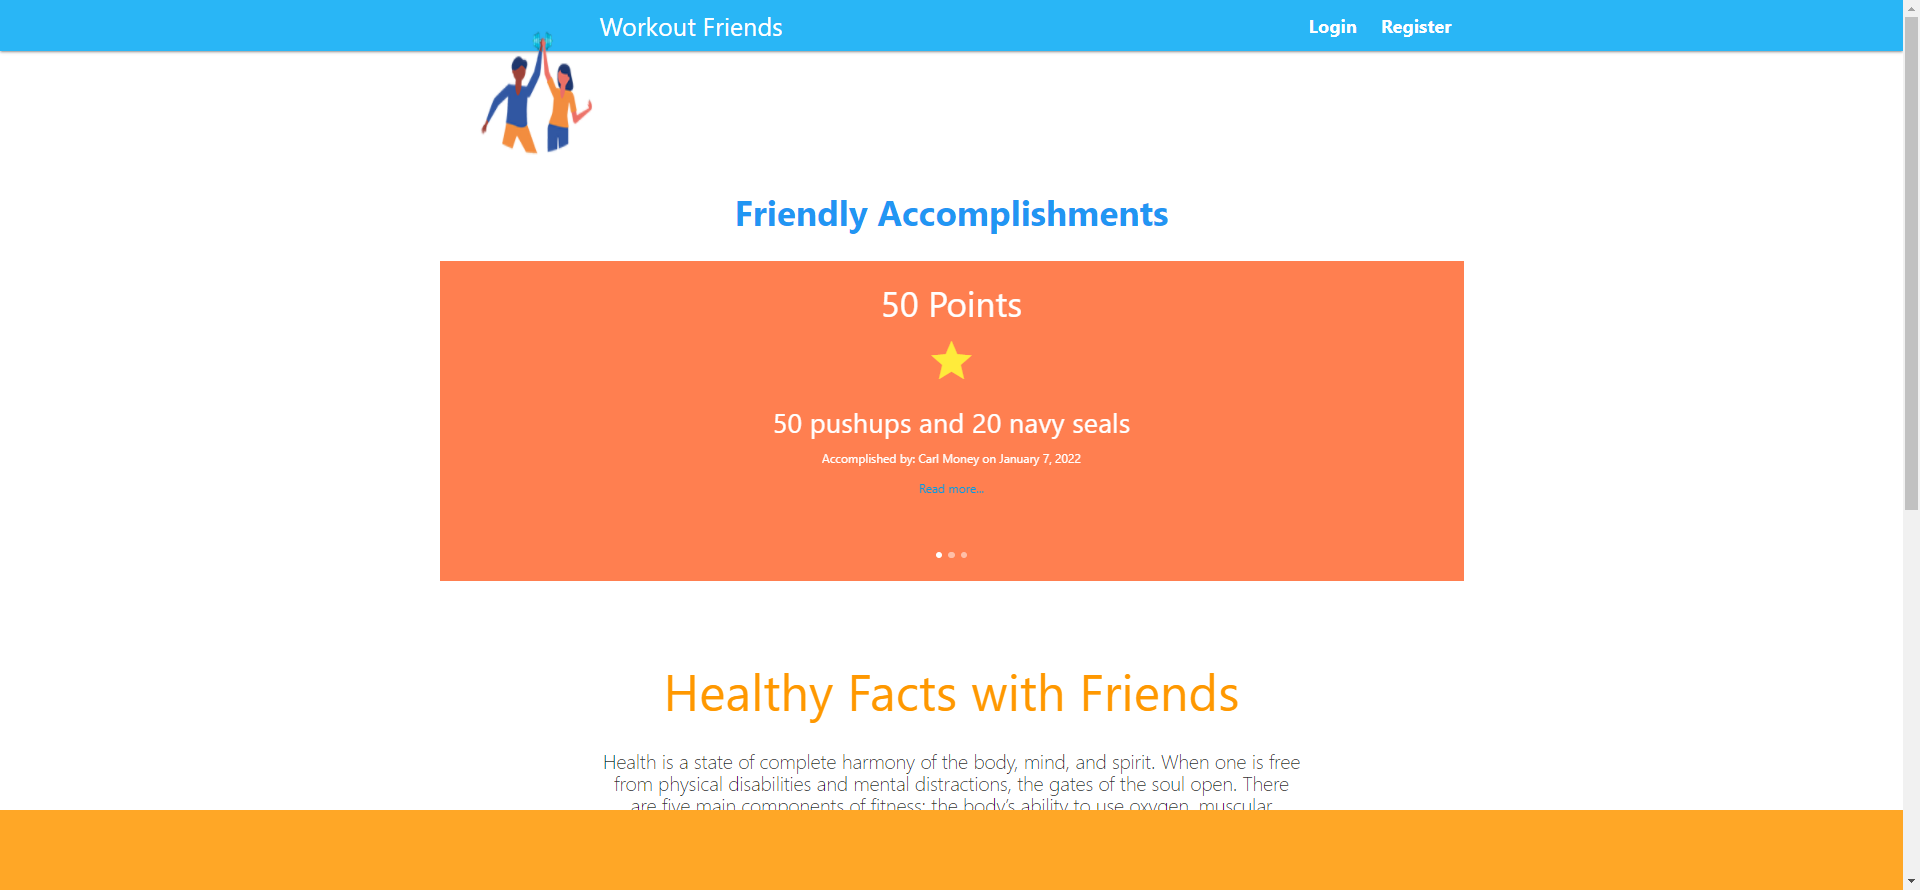 Workout Friends
Login
Register
Friendly Accomplishments
50 Points
50 pushups and 20 navy seals
Accomplished by: Carl Money on January 7, 2022
Read more...
Healthy Facts with Friends
Health is a state of complete harmony of the body, mind, and spirit. When one is free
from physical disabilities and mental distractions, the gates of the soul open. There
are five main components of fitness: the body's ability to use oxygen, muscular